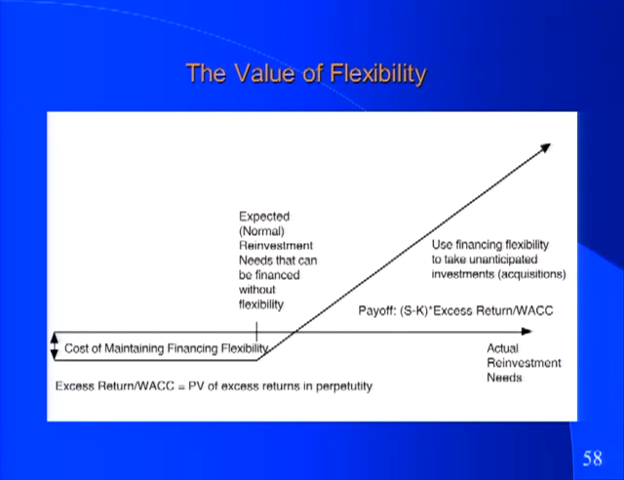 The Value of Flexibility
Expected
(Normal)
Reinvestment
Needs that can
be financed
without
flexibility
Use financing flexibility
to take unanticipated
investments (acquisitions)
Payoff: (S-K)*Excess Return/WACC
Cost of Maintaining Financing Flexibility
Actual
Reinvestment
Needs
Excess Return/WACC = PV of excess returns in perpetutity
58